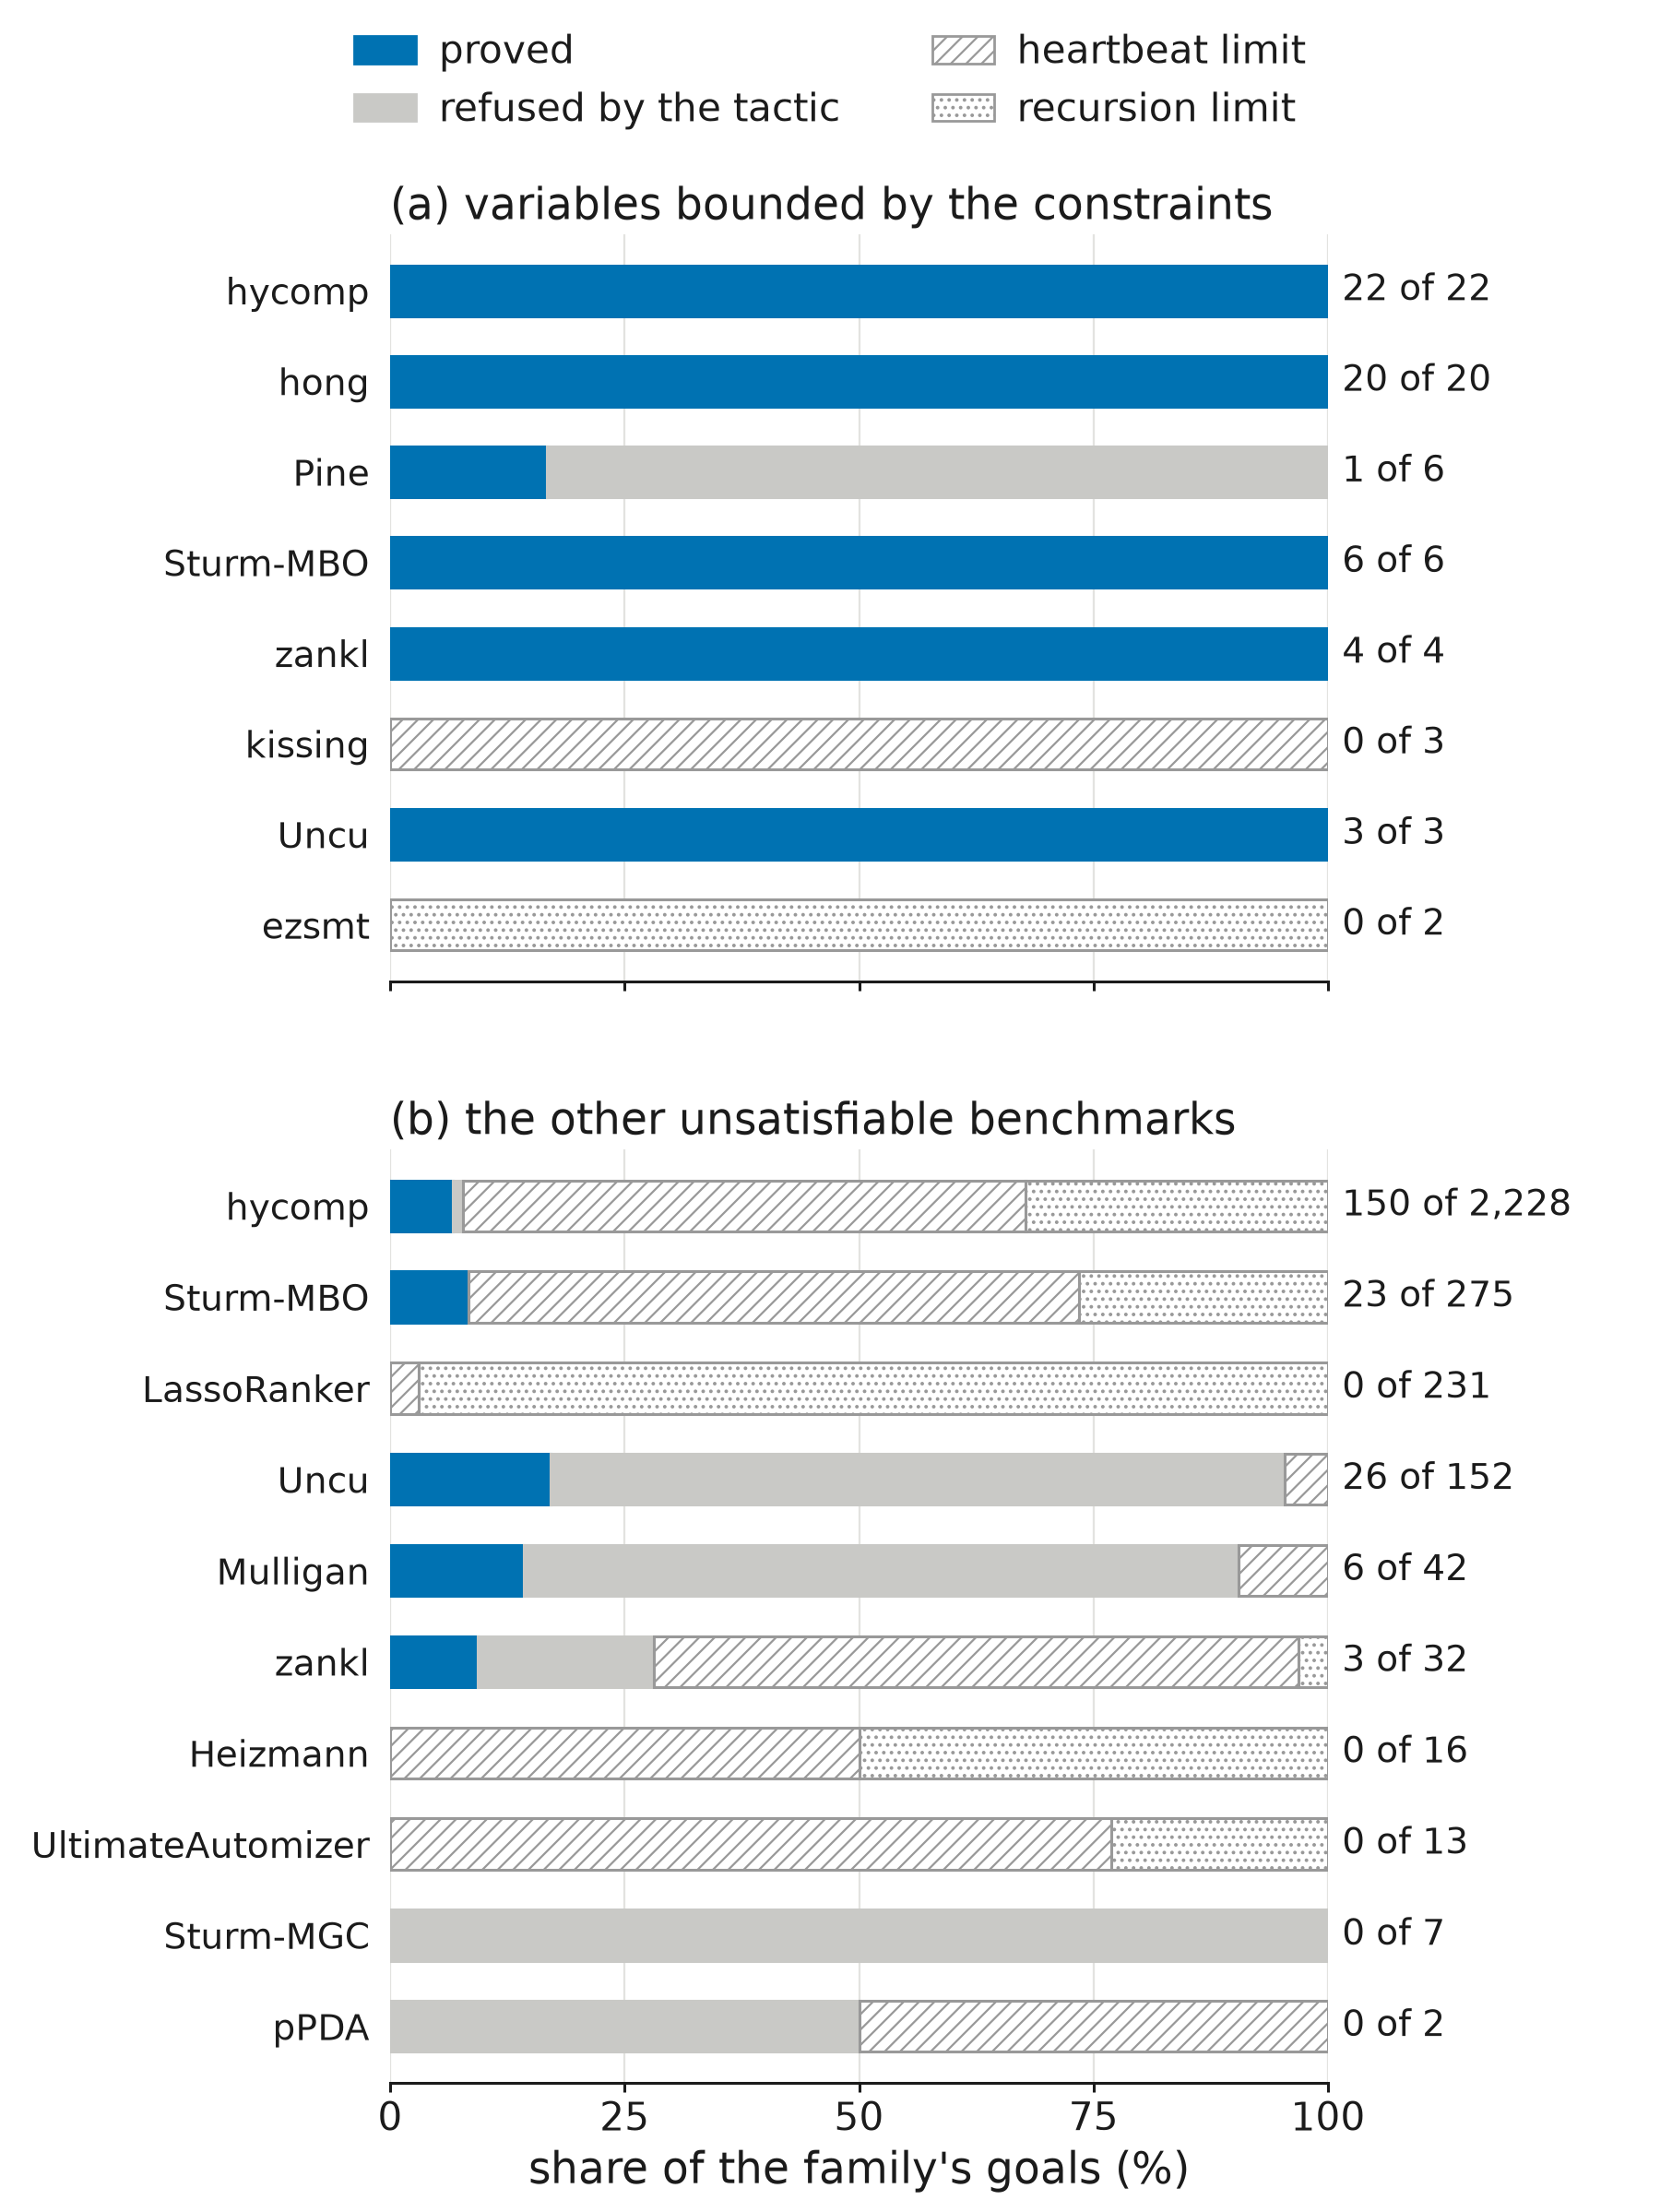 proved
heartbeat limit
refused by the tactic
recursion limit
(a) variables bounded by the constraints
hycomp 22 of 22
hong 20 of 20
Pine 1 of 6
Sturm-MBO 6 of 6
zankl 4 of 4
kissing 0 of 3
Uncu 3 of 3
ezsmt 0 of 2
(b) the other unsatisfiable benchmarks
hycomp 150 of 2,228
Sturm-MBO 23 of 275
LassoRanker 0 of 231
Uncu 26 of 152
Mulligan 6 of 42
zankl 3 of 32
Heizmann 0 of 16
UltimateAutomizer 0 of 13
Sturm-MGC 0 of 7
pPDA 0 of 2
0 25 50 75 100
share of the family's goals (%)